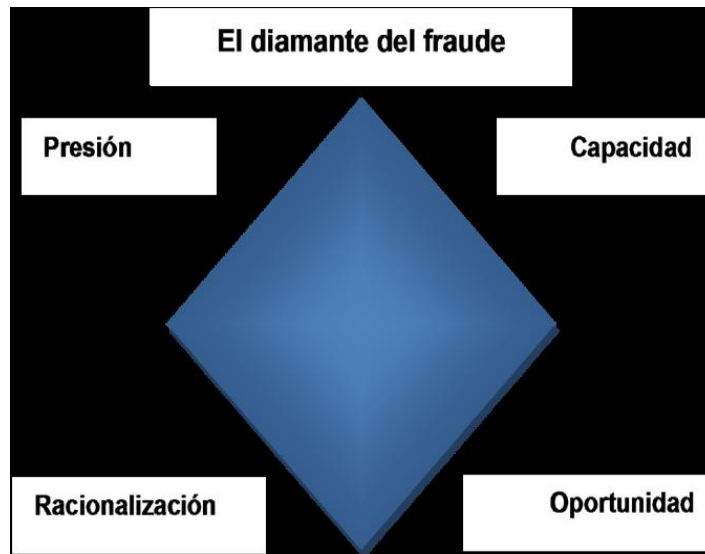 El diamante del fraude
Presión
Capacidad
Racionalización
Oportunidad